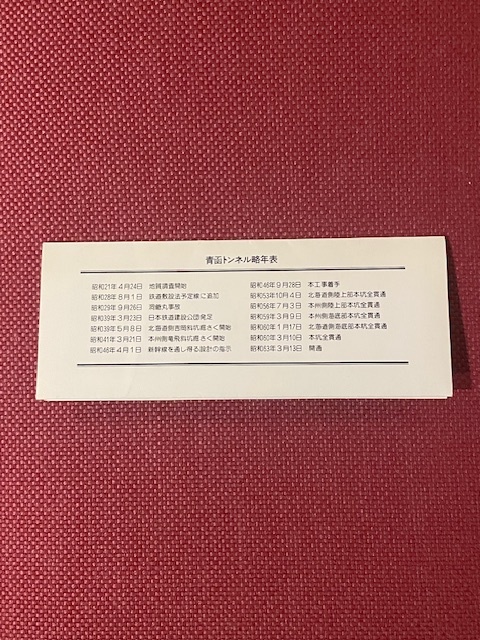 青函トンネル略年表
昭和21年4月24日 地質調査開始
昭和28年8月1日 鉄道敷設法予定線に追加
昭和29年9月26日 洞爺丸事故
昭和39年3月23日 日本鉄道建設公団発足
昭和39年5月8日 北海道側吉岡斜坑掘さく開始
昭和41年3月21日 本州側竜飛斜坑掘さく開始
昭和46年4月1日 新幹線を通し得る設計の指示
昭和46年9月28日 本工事着手
昭和53年10月4日 北海道側陸上部本坑全貫通
昭和56年7月3日 本州側陸上部本坑全貫通
昭和59年3月9日 本州側海底部本坑全貫通
昭和60年1月17日 北海道側海底部本坑全貫通
昭和60年3月10日 本坑全貫通
昭和63年3月13日 開通